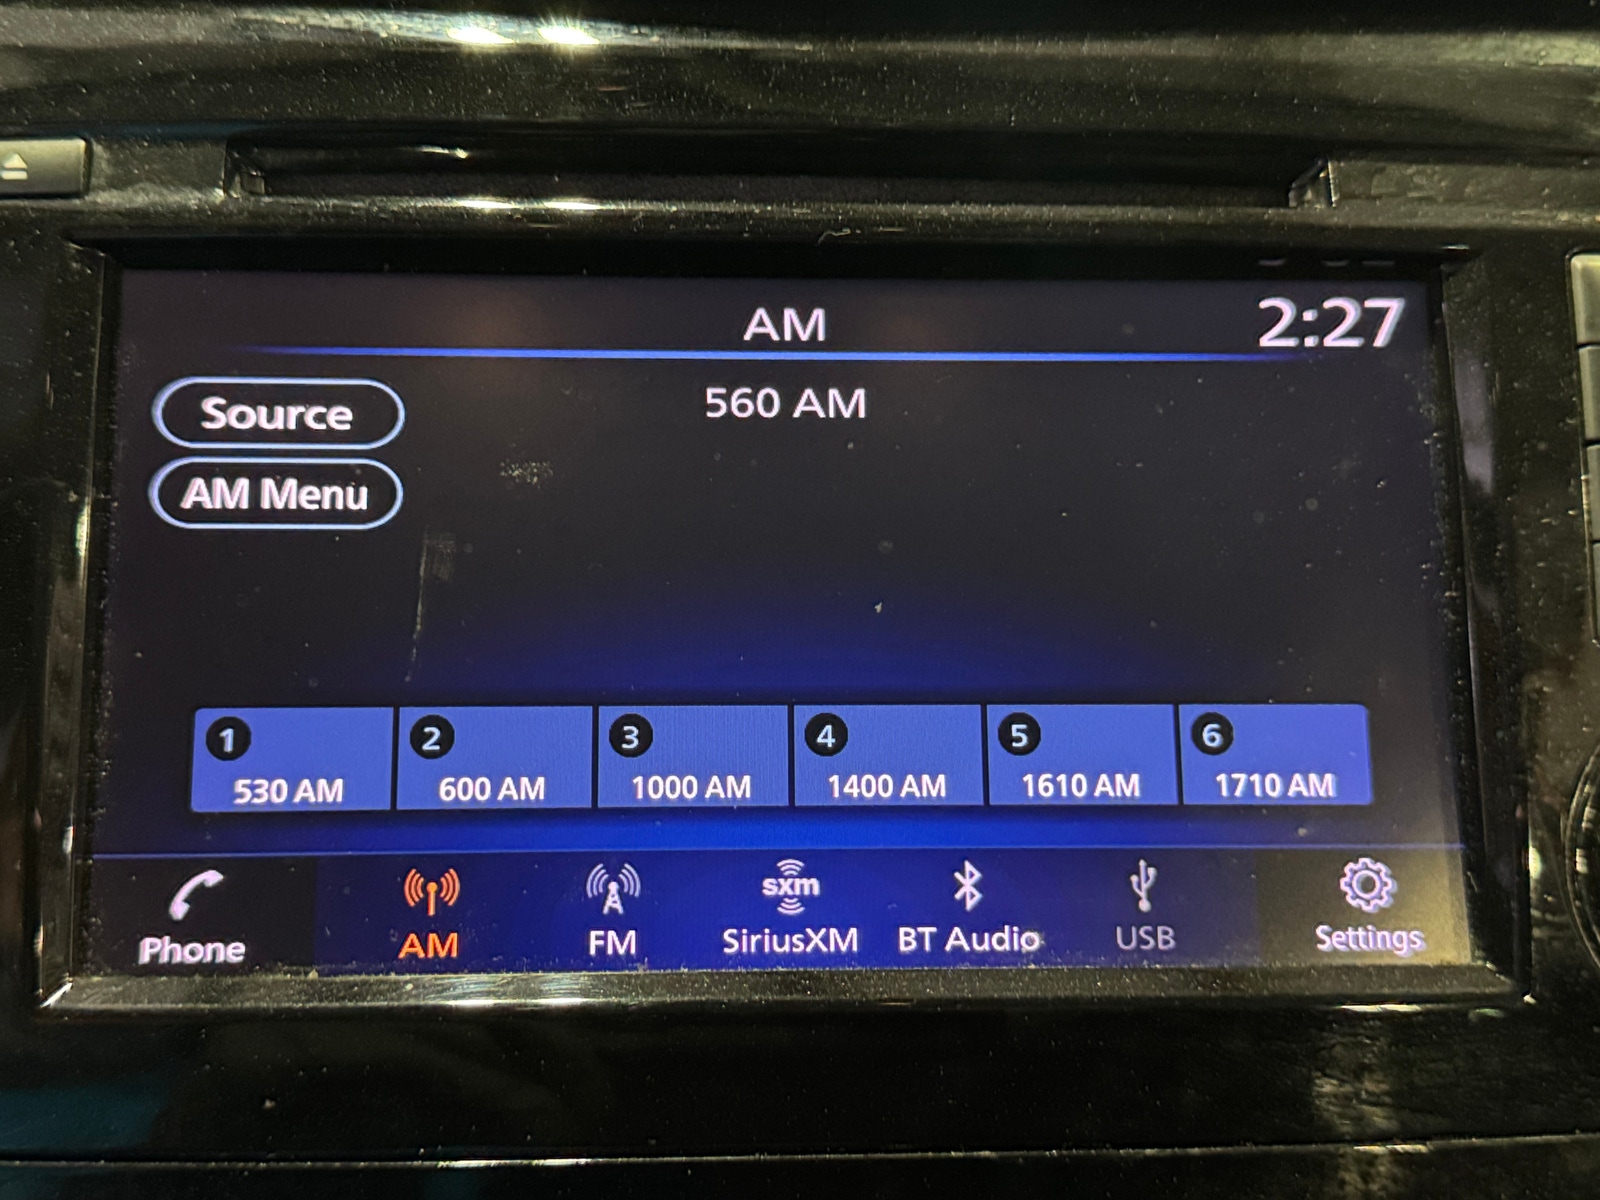 AM
2:27
Source
560 AM
AM Menu
1 2 3 4 5 6
530 AM 600 AM 1000 AM 1400 AM 1610 AM 1710 AM
sxm
Phone AM FM SiriusXM BT Audio USB Settings